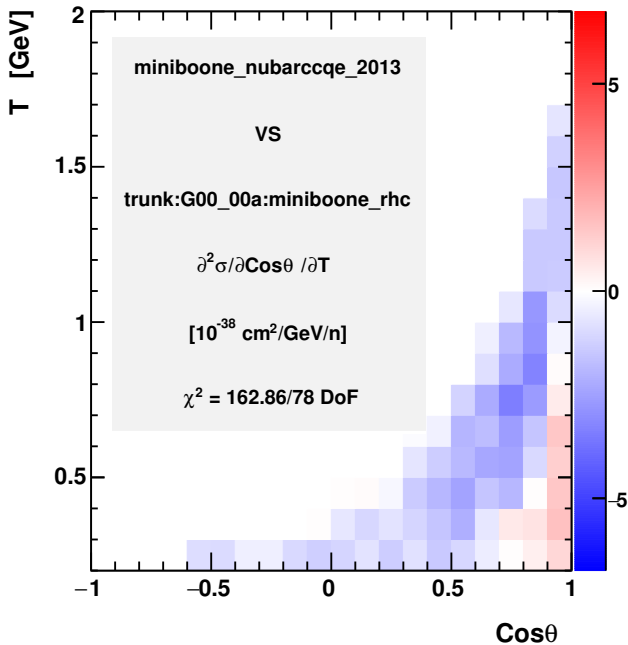 T [GeV]
2
1.5
1
0.5
miniboone_nubarccqe_2013
VS
trunk:G00_00a:miniboone_rhc
∂²σ/∂Cosθ /∂T
[10⁻³⁸ cm²/GeV/n]
χ² = 162.86/78 DoF
5
0
−5
−1
−0.5
0
0.5
1
Cosθ